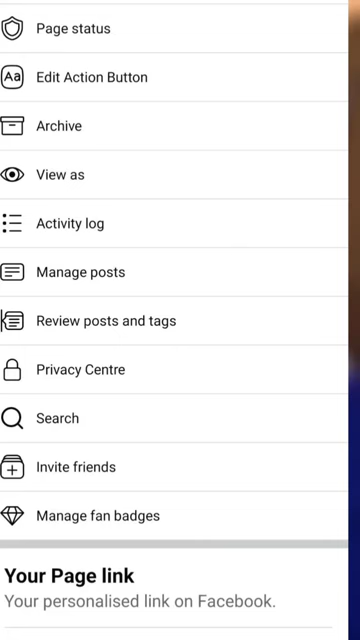 Page status
Aa Edit Action Button
Archive
View as
Activity log
Manage posts
Review posts and tags
Privacy Centre
Search
Invite friends
Manage fan badges
Your Page link
Your personalised link on Facebook.